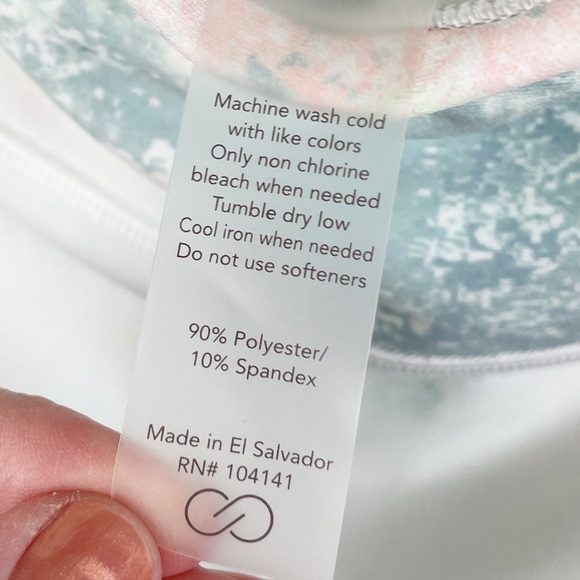 Machine wash cold
with like colors
Only non chlorine
bleach when needed
Tumble dry low
Cool iron when needed
Do not use softeners
90% Polyester/
10% Spandex
Made in El Salvador
RN# 104141